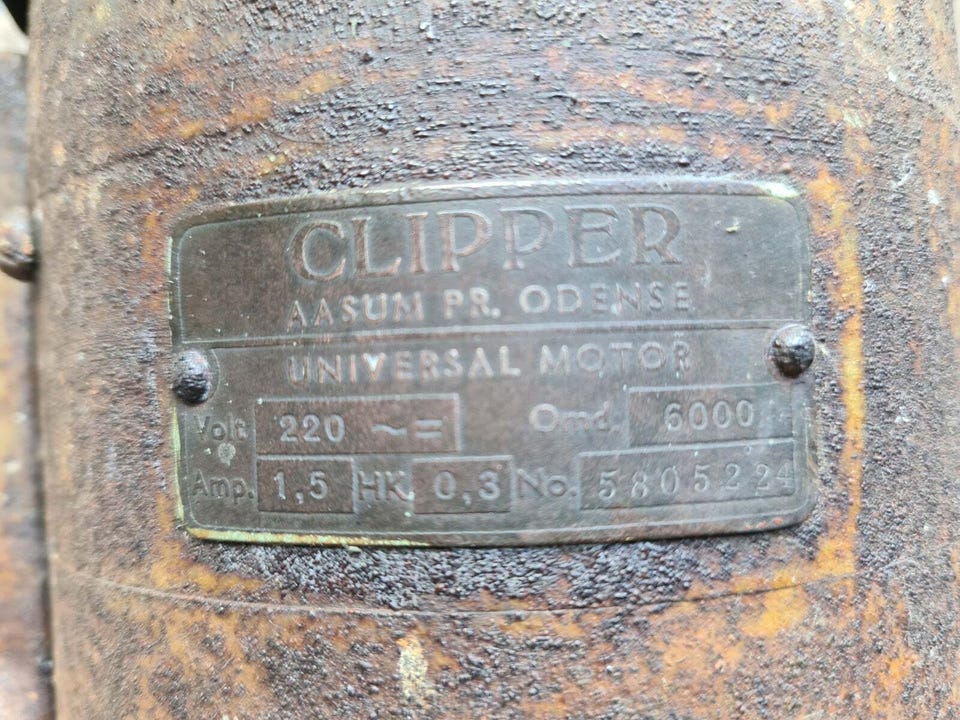 CLIPPER
AASUM PR. ODENSE
UNIVERSAL MOTOR
Volt 220 ~= Omd. 6000
Amp. 1,5 HK. 0,3 No. 5805224